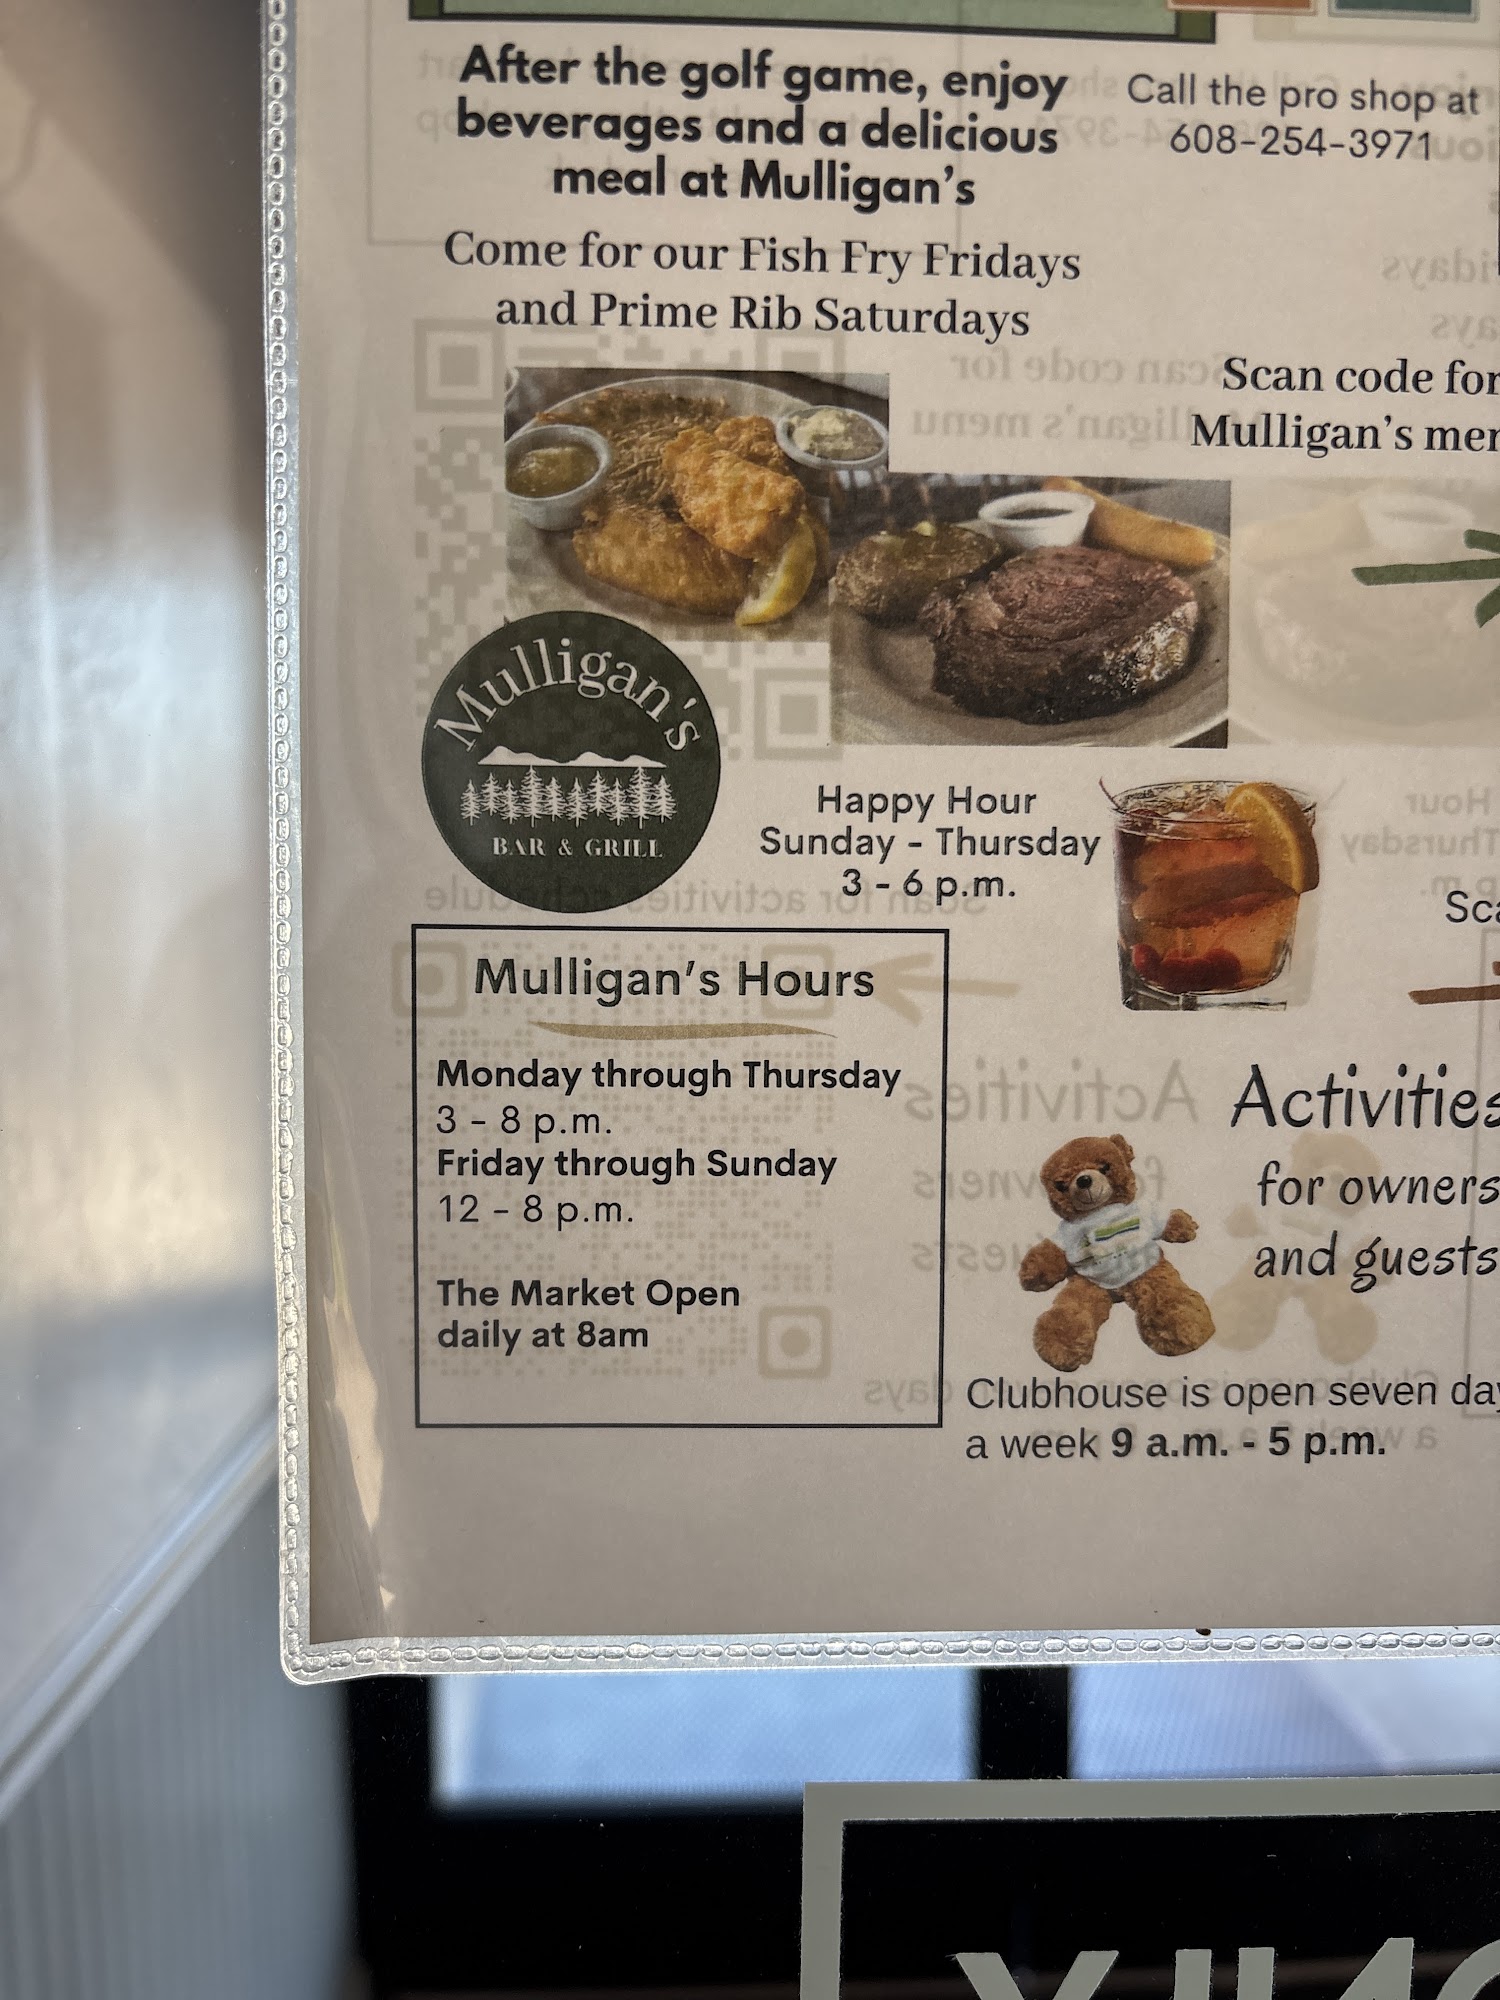 After the golf game, enjoy
beverages and a delicious
meal at Mulligan's
Call the pro shop at
608-254-3971
Come for our Fish Fry Fridays
and Prime Rib Saturdays
Scan code for
Mulligan's
Mulligan's
BAR & GRILL
Happy Hour
Sunday - Thursday
3 - 6 p.m.
Mulligan's Hours
Monday through Thursday
3 - 8 p.m.
Friday through Sunday
12 - 8 p.m.
The Market Open
daily at 8am
Activities
for owners
and guests
Clubhouse is open seven
a week 9 a.m. - 5 p.m.